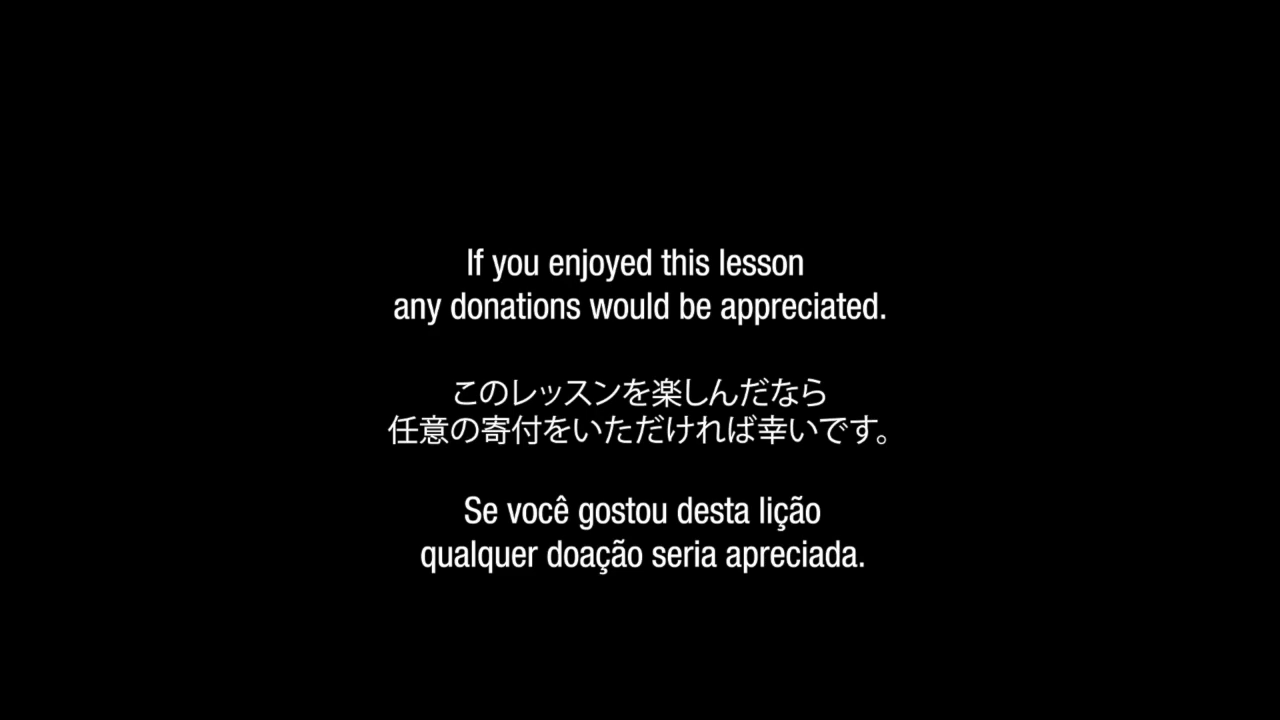 If you enjoyed this lesson
any donations would be appreciated.
このレッスンを楽しんだなら
任意の寄付をいただければ幸いです。
Se você gostou desta lição
qualquer doação seria apreciada.